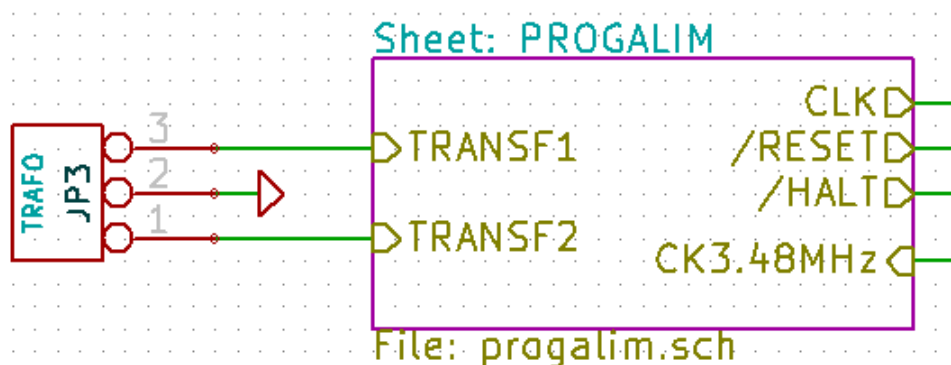 Sheet: PROGALIM
TRAFO
JP3
3
2
1
TRANSF1
TRANSF2
CLK
/RESET
/HALT
CK3.48MHz
File: progalim.sch